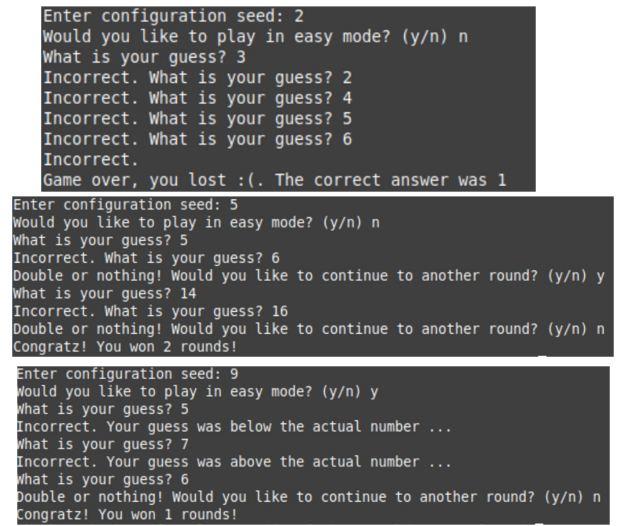 Enter configuration seed: 2
Would you like to play in easy mode? (y/n) n
What is your guess? 3
Incorrect. What is your guess? 2
Incorrect. What is your guess? 4
Incorrect. What is your guess? 5
Incorrect. What is your guess? 6
Incorrect.
Game over, you lost :(. The correct answer was 1
Enter configuration seed: 5
Would you like to play in easy mode? (y/n) n
What is your guess? 5
Incorrect. What is your guess? 6
Double or nothing! Would you like to continue to another round? (y/n) y
What is your guess? 14
Incorrect. What is your guess? 16
Double or nothing! Would you like to continue to another round? (y/n) n
Congratz! You won 2 rounds!
Enter configuration seed: 9
Would you like to play in easy mode? (y/n) y
What is your guess? 5
Incorrect. Your guess was below the actual number ...
What is your guess? 7
Incorrect. Your guess was above the actual number ...
What is your guess? 6
Double or nothing! Would you like to continue to another round? (y/n) n
Congratz! You won 1 rounds!